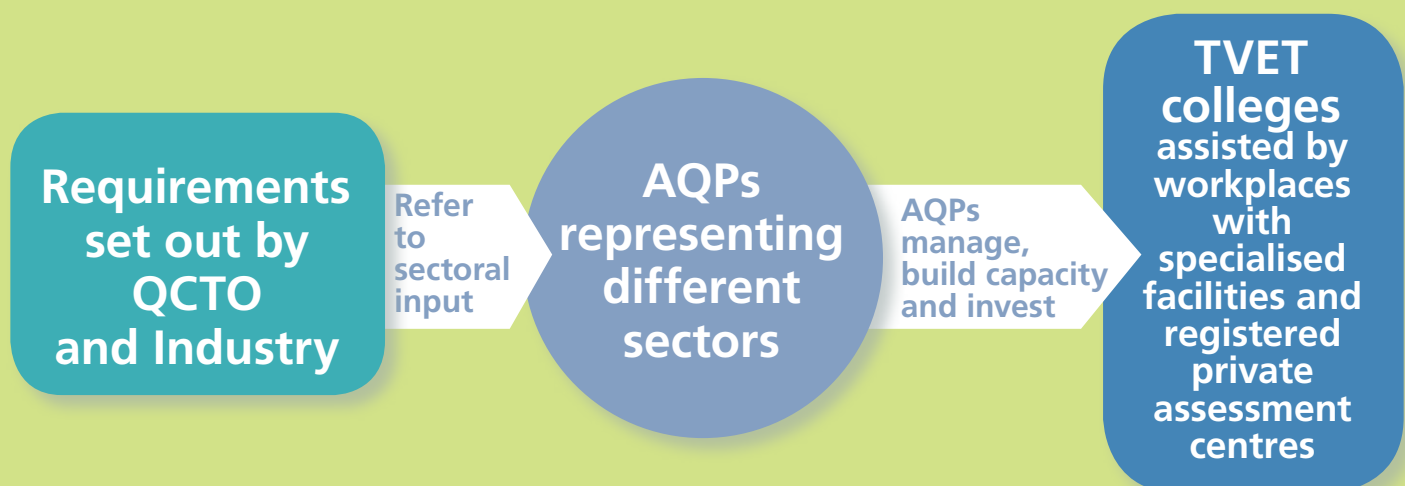 Requirements
set out by
QCTO
and Industry
Refer
to
sectoral
input
AQPs
representing
different
sectors
AQPs
manage,
build capacity
and invest
TVET
colleges
assisted by
workplaces
with
specialised
facilities and
registered
private
assessment
centres